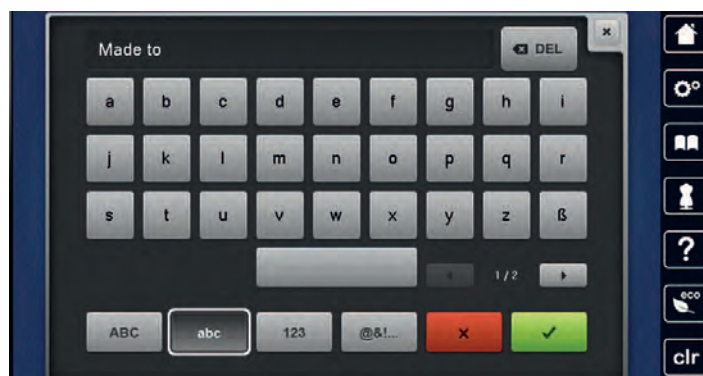 Made to
DEL
a b c d e f g h i
j k l m n o p q r
s t u v w x y z ß
1/2
ABC abc 123 @&!...
?
eco
clr